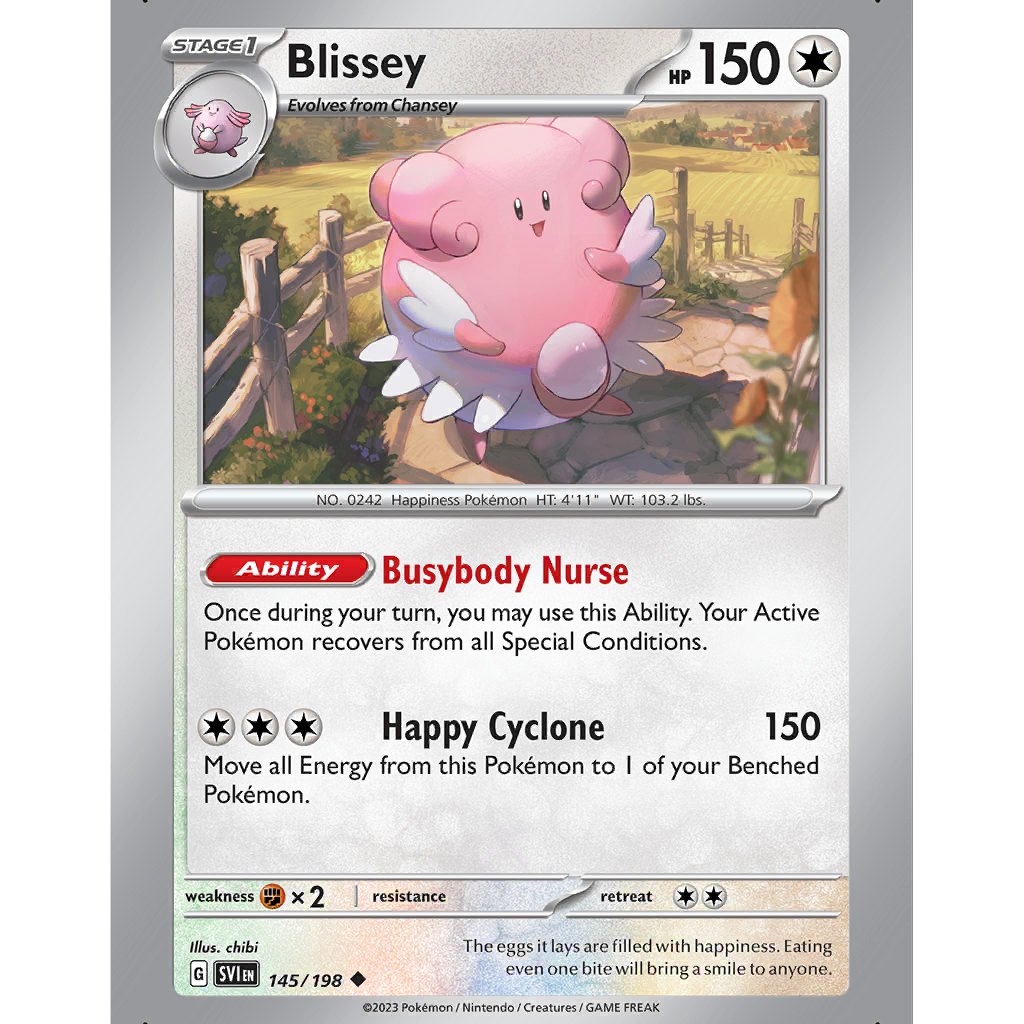 STAGE1
Blissey
HP 150
Evolves from Chansey
NO. 0242 Happiness Pokémon HT: 4'11" WT: 103.2 lbs.
Ability Busybody Nurse
Once during your turn, you may use this Ability. Your Active
Pokémon recovers from all Special Conditions.
Happy Cyclone 150
Move all Energy from this Pokémon to 1 of your Benched
Pokémon.
weakness ×2 resistance retreat
Illus. chibi
The eggs it lays are filled with happiness. Eating
even one bite will bring a smile to anyone.
G SVI EN 145/198
©2023 Pokémon / Nintendo / Creatures / GAME FREAK